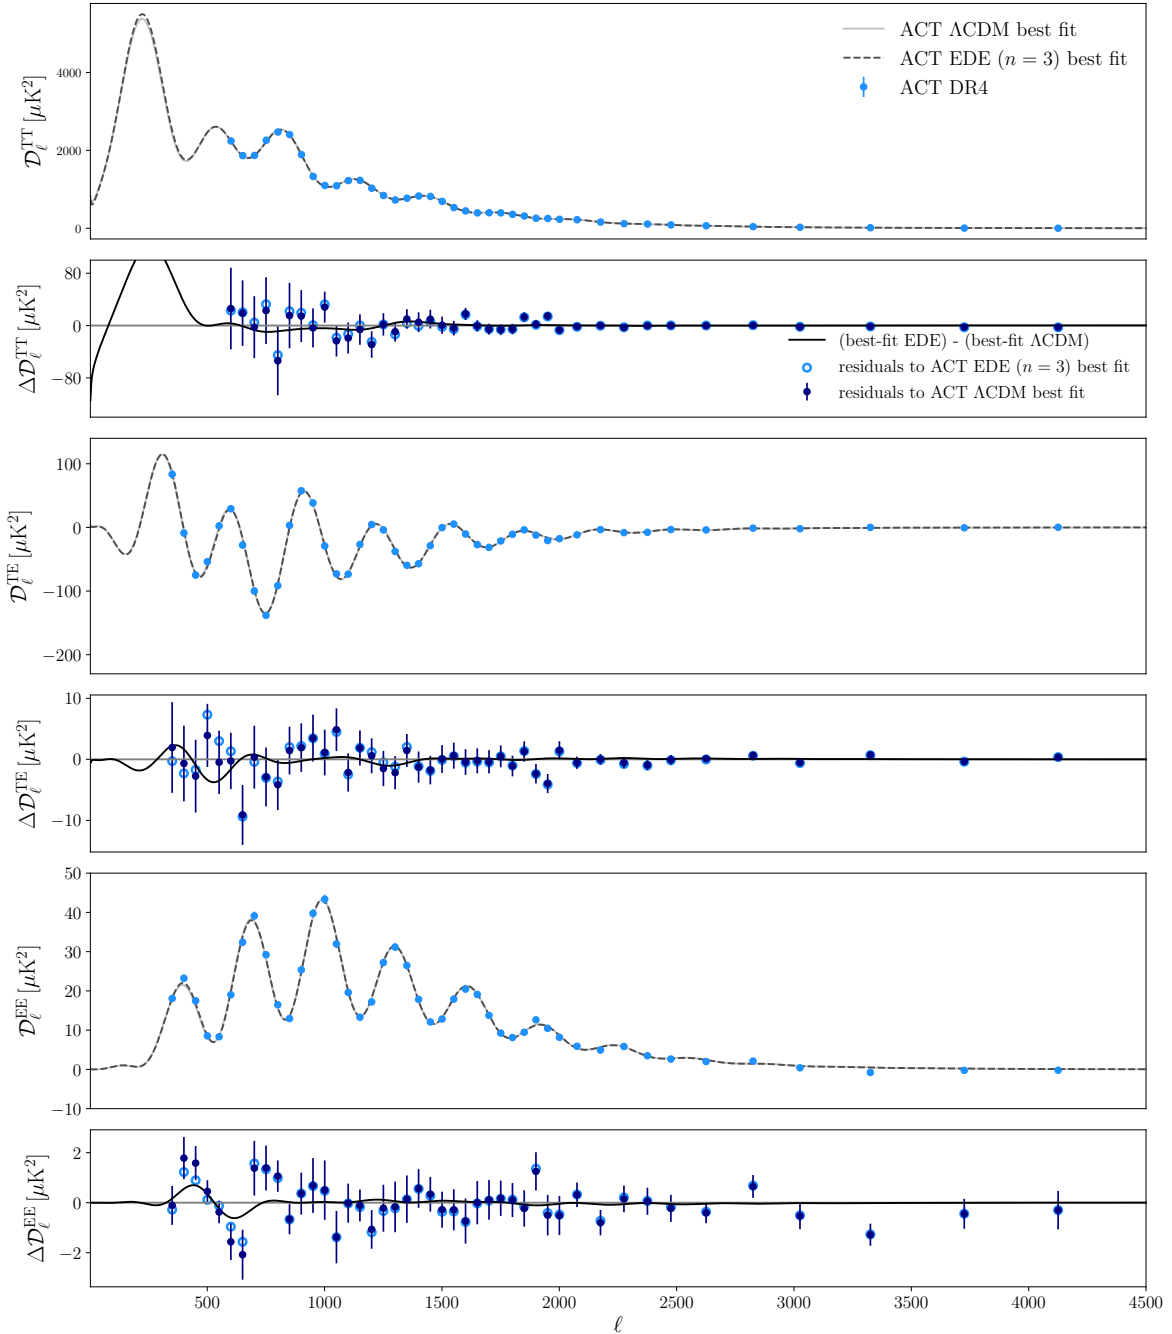 ACT ΛCDM best fit
ACT EDE (n = 3) best fit
ACT DR4
4000
2000
0
𝒟_ℓ^TT [μK²]
80
0
−80
Δ𝒟_ℓ^TT [μK²]
(best-fit EDE) - (best-fit ΛCDM)
residuals to ACT EDE (n = 3) best fit
residuals to ACT ΛCDM best fit
100
0
−100
−200
𝒟_ℓ^TE [μK²]
10
0
−10
Δ𝒟_ℓ^TE [μK²]
50
40
30
20
10
0
−10
𝒟_ℓ^EE [μK²]
2
0
−2
Δ𝒟_ℓ^EE [μK²]
500 1000 1500 2000 2500 3000 3500 4000 4500
ℓ